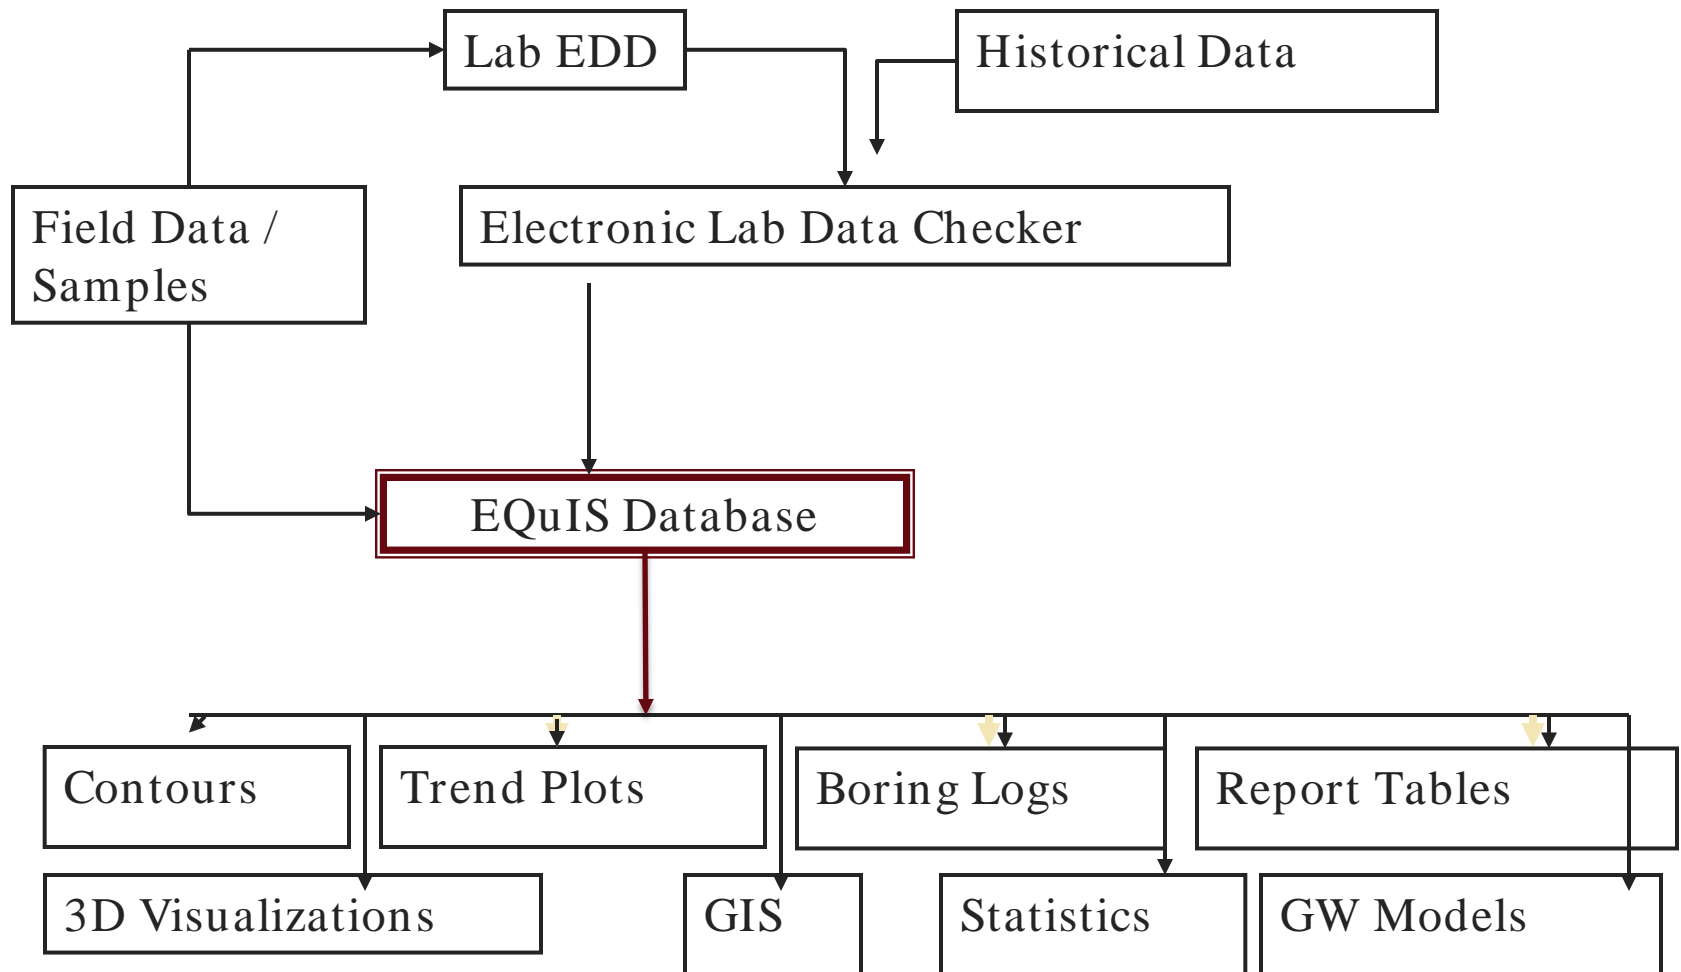 Lab EDD
Historical Data
Field Data /
Samples
Electronic Lab Data Checker
EQuIS Database
Contours
Trend Plots
Boring Logs
Report Tables
3D Visualizations
GIS
Statistics
GW Models